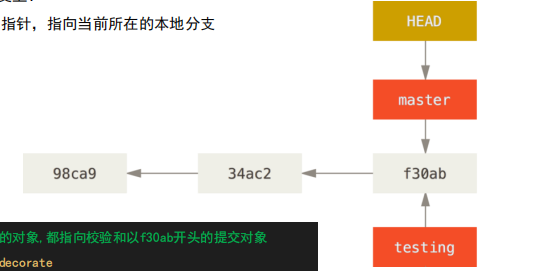 指针，指向当前所在的本地分支
HEAD
master
98ca9
34ac2
f30ab
的对象,都指向校验和以f30ab开头的提交对象
testing
decorate